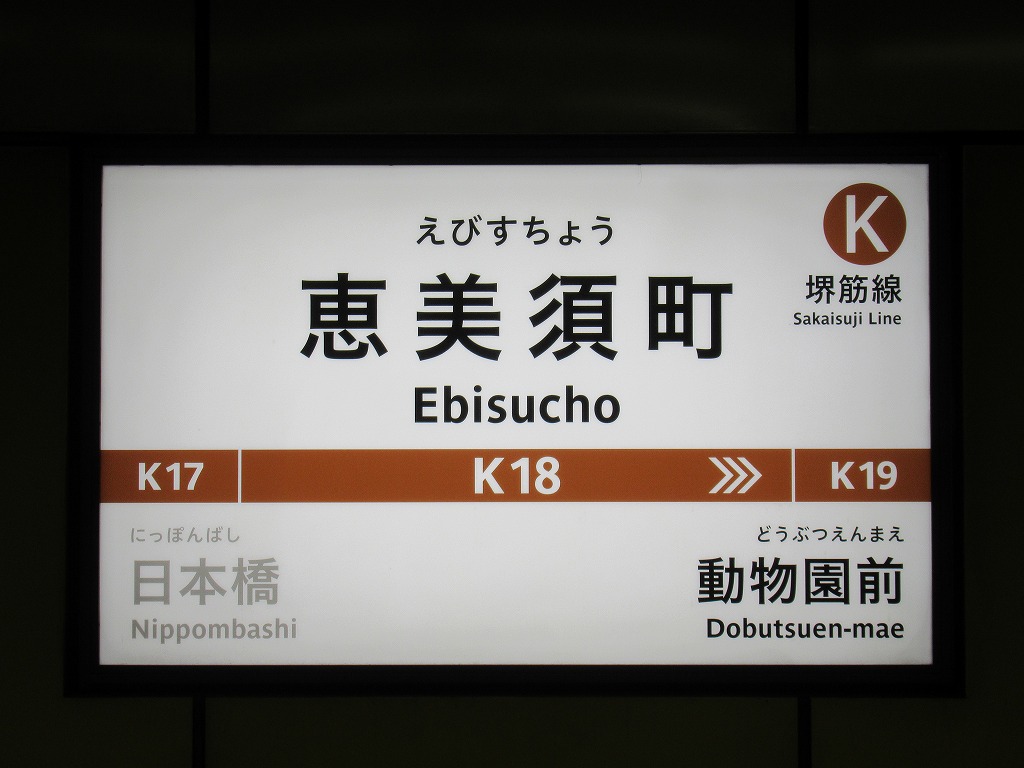 K
堺筋線
Sakaisuji Line
えびすちょう
恵美須町
Ebisucho
K17
K18
K19
にっぽんばし
日本橋
Nippombashi
どうぶつえんまえ
動物園前
Dobutsuen-mae